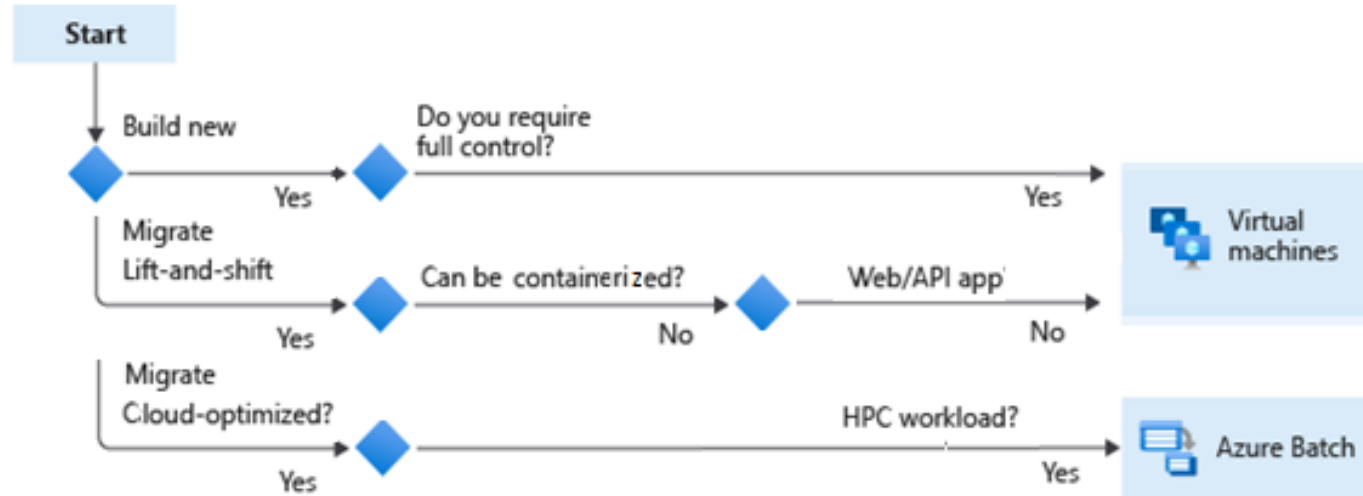 Start
Build new
Do you require
full control?
Yes
Yes
Migrate
Lift-and-shift
Virtual
machines
Can be containerized?
Web/API app
Yes
No
No
Migrate
Cloud-optimized?
HPC workload?
Azure Batch
Yes
Yes